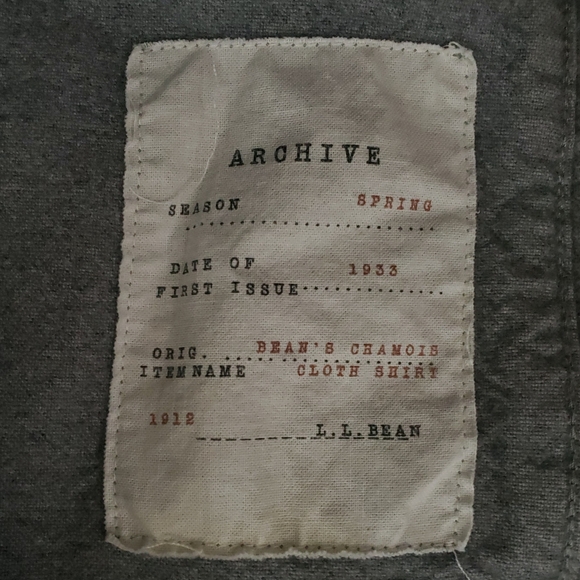 ARCHIVE
SEASON SPRING
DATE OF 1933
FIRST ISSUE
ORIG. BEAN'S CHAMOIS
ITEM NAME CLOTH SHIRT
1912 L.L.BEAN